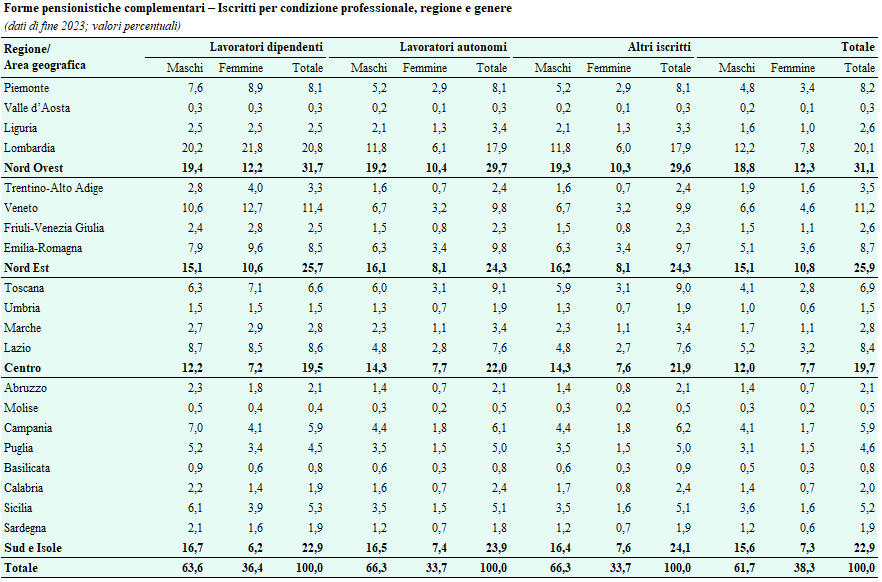 Forme pensionistiche complementari – Iscritti per condizione professionale, regione e genere
(dati di fine 2023; valori percentuali)
Regione/ Lavoratori dipendenti Lavoratori autonomi Altri iscritti Totale
Area geografica Maschi Femmine Totale Maschi Femmine Totale Maschi Femmine Totale Maschi Femmine Totale
Piemonte 7,6 8,9 8,1 5,2 2,9 8,1 5,2 2,9 8,1 4,8 3,4 8,2
Valle d’Aosta 0,3 0,3 0,3 0,2 0,1 0,3 0,2 0,1 0,3 0,2 0,1 0,3
Liguria 2,5 2,5 2,5 2,1 1,3 3,4 2,1 1,3 3,3 1,6 1,0 2,6
Lombardia 20,2 21,8 20,8 11,8 6,1 17,9 11,8 6,0 17,9 12,2 7,8 20,1
Nord Ovest 19,4 12,2 31,7 19,2 10,4 29,7 19,3 10,3 29,6 18,8 12,3 31,1
Trentino-Alto Adige 2,8 4,0 3,3 1,6 0,7 2,4 1,6 0,7 2,4 1,9 1,6 3,5
Veneto 10,6 12,7 11,4 6,7 3,2 9,8 6,7 3,2 9,9 6,6 4,6 11,2
Friuli-Venezia Giulia 2,4 2,8 2,5 1,5 0,8 2,3 1,5 0,8 2,3 1,5 1,1 2,6
Emilia-Romagna 7,9 9,6 8,5 6,3 3,4 9,8 6,3 3,4 9,7 5,1 3,6 8,7
Nord Est 15,1 10,6 25,7 16,1 8,1 24,3 16,2 8,1 24,3 15,1 10,8 25,9
Toscana 6,3 7,1 6,6 6,0 3,1 9,1 5,9 3,1 9,0 4,1 2,8 6,9
Umbria 1,5 1,5 1,5 1,3 0,7 1,9 1,3 0,7 1,9 1,0 0,6 1,5
Marche 2,7 2,9 2,8 2,3 1,1 3,4 2,3 1,1 3,4 1,7 1,1 2,8
Lazio 8,7 8,5 8,6 4,8 2,8 7,6 4,8 2,7 7,6 5,2 3,2 8,4
Centro 12,2 7,2 19,5 14,3 7,7 22,0 14,3 7,6 21,9 12,0 7,7 19,7
Abruzzo 2,3 1,8 2,1 1,4 0,7 2,1 1,4 0,8 2,1 1,4 0,7 2,1
Molise 0,5 0,4 0,4 0,3 0,2 0,5 0,3 0,2 0,5 0,3 0,2 0,5
Campania 7,0 4,1 5,9 4,4 1,8 6,1 4,4 1,8 6,2 4,1 1,7 5,9
Puglia 5,2 3,4 4,5 3,5 1,5 5,0 3,5 1,5 5,0 3,1 1,5 4,6
Basilicata 0,9 0,6 0,8 0,6 0,3 0,8 0,6 0,3 0,9 0,5 0,3 0,8
Calabria 2,2 1,4 1,9 1,6 0,7 2,4 1,7 0,8 2,4 1,4 0,7 2,0
Sicilia 6,1 3,9 5,3 3,5 1,5 5,1 3,5 1,6 5,1 3,6 1,6 5,2
Sardegna 2,1 1,6 1,9 1,2 0,7 1,8 1,2 0,7 1,9 1,2 0,6 1,9
Sud e Isole 16,7 6,2 22,9 16,5 7,4 23,9 16,4 7,6 24,1 15,6 7,3 22,9
Totale 63,6 36,4 100,0 66,3 33,7 100,0 66,3 33,7 100,0 61,7 38,3 100,0